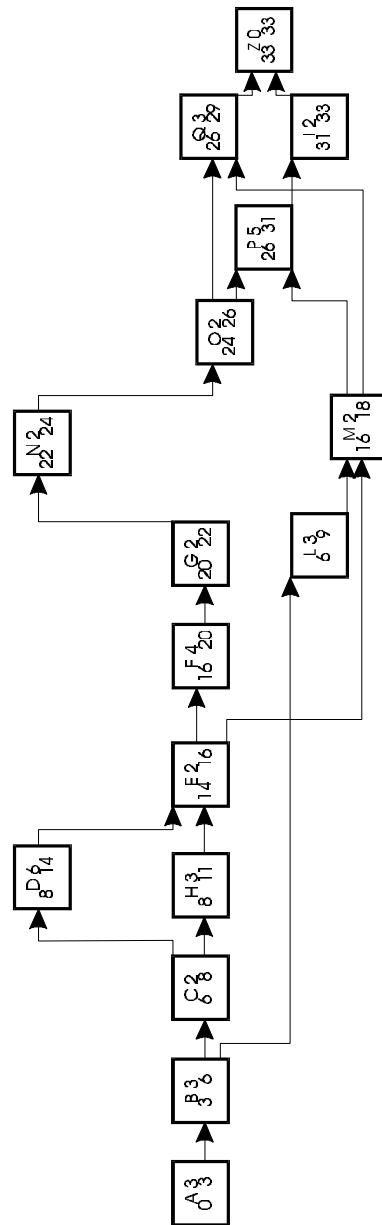 A 3
0 3
B 3
3 6
C 2
6 8
D 6
8 14
H 3
8 11
E 2
14 16
F 4
16 20
G 2
20 22
L 3
6 9
N 2
22 24
M 2
16 18
O 2
24 26
P 5
26 31
Q 3
26 29
I 2
31 33
Z 0
33 33